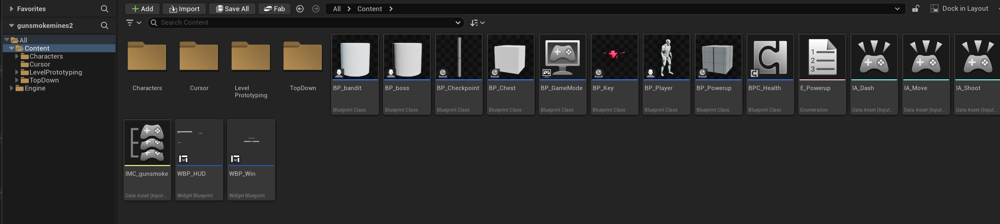 Favorites
Add
Import
Save All
Fab
All
Content
Dock in Layout
gunsmokemines2
Search Content
All
Content
Characters
Cursor
LevelPrototyping
TopDown
Engine
Characters
Cursor
Level
Prototyping
TopDown
BP_bandit
Blueprint Class
BP_boss
Blueprint Class
BP_Checkpoint
Blueprint Class
BP_Chest
Blueprint Class
BP_GameMode
Blueprint Class
BP_Key
Blueprint Class
BP_Player
Blueprint Class
BP_Powerup
Blueprint Class
BPC_Health
Blueprint Class
1
2
3
E_Powerup
Enumeration
IA_Dash
Data Asset (Input...
IA_Move
Data Asset (Input...
IA_Shoot
Data Asset (Input...
IMC_gunsmoke
Data Asset (Input...
WBP_HUD
Widget Blueprint
WBP_Win
Widget Blueprint